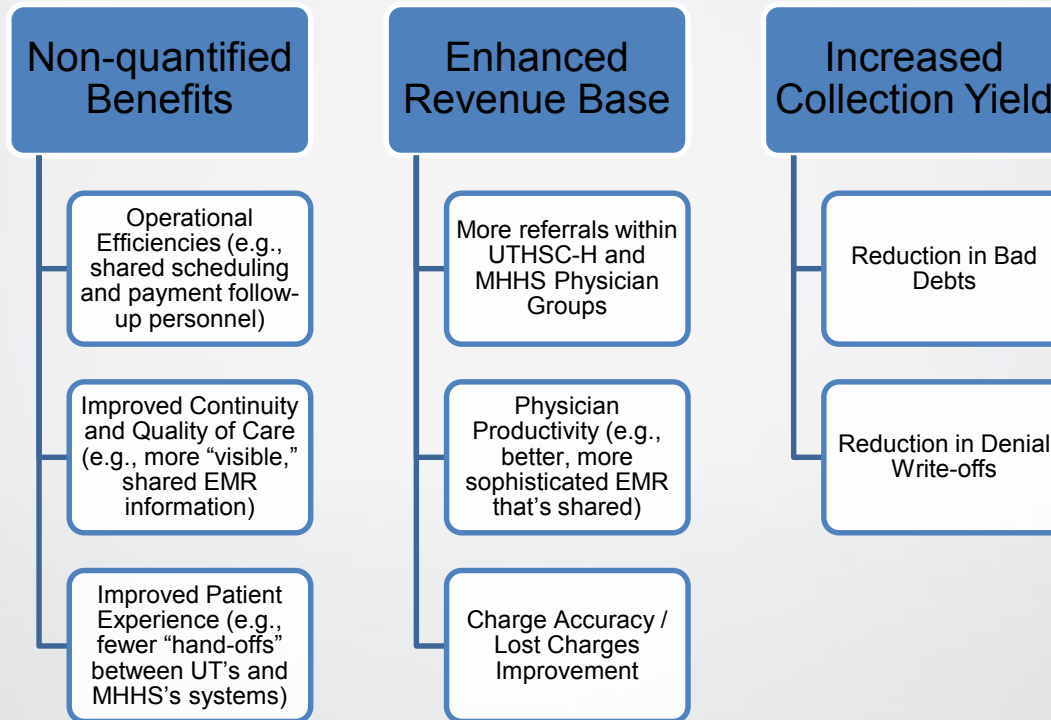 Non-quantified
Benefits
Operational
Efficiencies (e.g.,
shared scheduling
and payment follow-
up personnel)
Improved Continuity
and Quality of Care
(e.g., more “visible,”
shared EMR
information)
Improved Patient
Experience (e.g.,
fewer “hand-offs”
between UT’s and
MHHS’s systems)
Enhanced
Revenue Base
More referrals within
UTHSC-H and
MHHS Physician
Groups
Physician
Productivity (e.g.,
better, more
sophisticated EMR
that’s shared)
Charge Accuracy /
Lost Charges
Improvement
Increased
Collection Yield
Reduction in Bad
Debts
Reduction in Denial
Write-offs